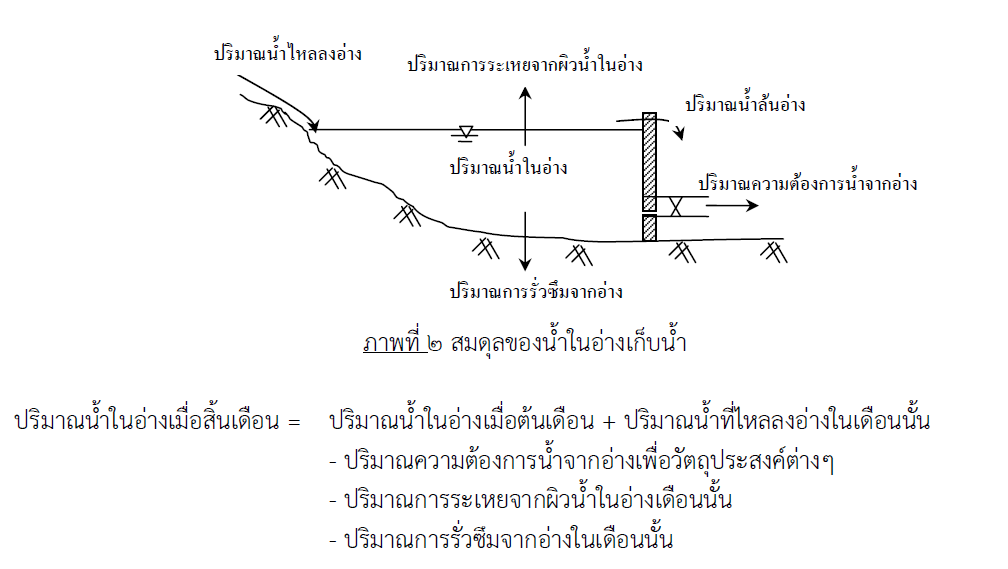 ปริมาณน้ำไหลลงอ่าง
ปริมาณการระเหยจากผิวน้ำในอ่าง
ปริมาณน้ำล้นอ่าง
ปริมาณน้ำในอ่าง
ปริมาณความต้องการน้ำจากอ่าง
ปริมาณการรั่วซึมจากอ่าง
ภาพที่ ๒ สมดุลของน้ำในอ่างเก็บน้ำ
ปริมาณน้ำในอ่างเมื่อสิ้นเดือน = ปริมาณน้ำในอ่างเมื่อต้นเดือน + ปริมาณน้ำที่ไหลลงอ่างในเดือนนั้น
- ปริมาณความต้องการน้ำจากอ่างเพื่อวัตถุประสงค์ต่างๆ
- ปริมาณการระเหยจากผิวน้ำในอ่างเดือนนั้น
- ปริมาณการรั่วซึมจากอ่างในเดือนนั้น